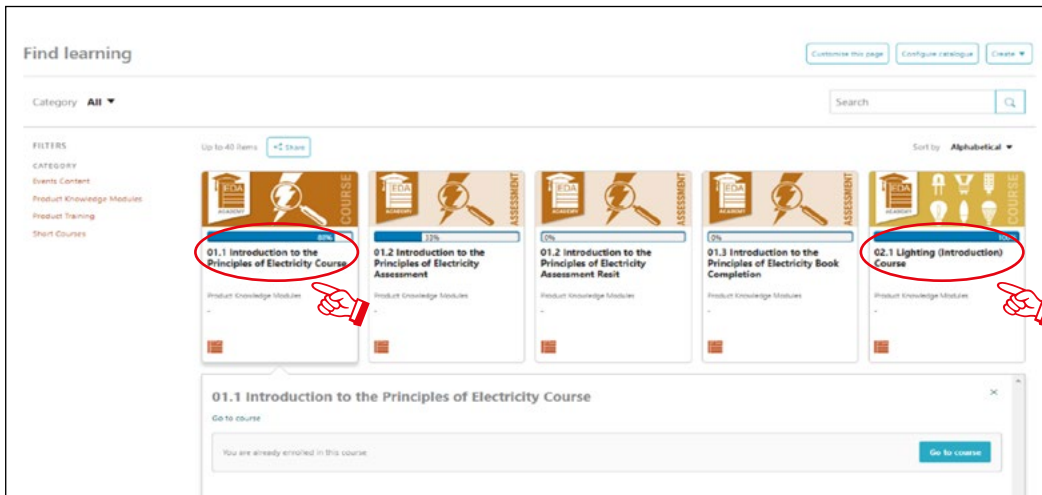 Find learning
Customise this page
Configure catalogue
Create
Category All
Search
FILTERS
CATEGORY
Events Content
Product Knowledge Modules
Product Training
Short Courses
Up to 40 items
Share
Sort by Alphabetical
EDA
ACADEMY
COURSE
80%
01.1 Introduction to the
Principles of Electricity Course
Product Knowledge Modules
-
EDA
ACADEMY
ASSESSMENT
33%
01.2 Introduction to the
Principles of Electricity
Assessment
Product Knowledge Modules
-
EDA
ACADEMY
ASSESSMENT
0%
01.2 Introduction to the
Principles of Electricity
Assessment Resit
Product Knowledge Modules
-
EDA
ACADEMY
ASSESSMENT
0%
01.3 Introduction to the
Principles of Electricity Book
Completion
Product Knowledge Modules
-
EDA
ACADEMY
COURSE
100%
02.1 Lighting (Introduction)
Course
Product Knowledge Modules
-
01.1 Introduction to the Principles of Electricity Course
Go to course
You are already enrolled in this course
Go to course